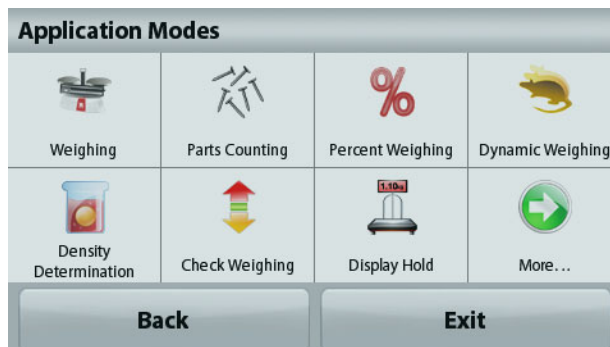 Application Modes
Weighing
Parts Counting
Percent Weighing
Dynamic Weighing
1.10kg
Density
Determination
Check Weighing
Display Hold
More...
Back
Exit